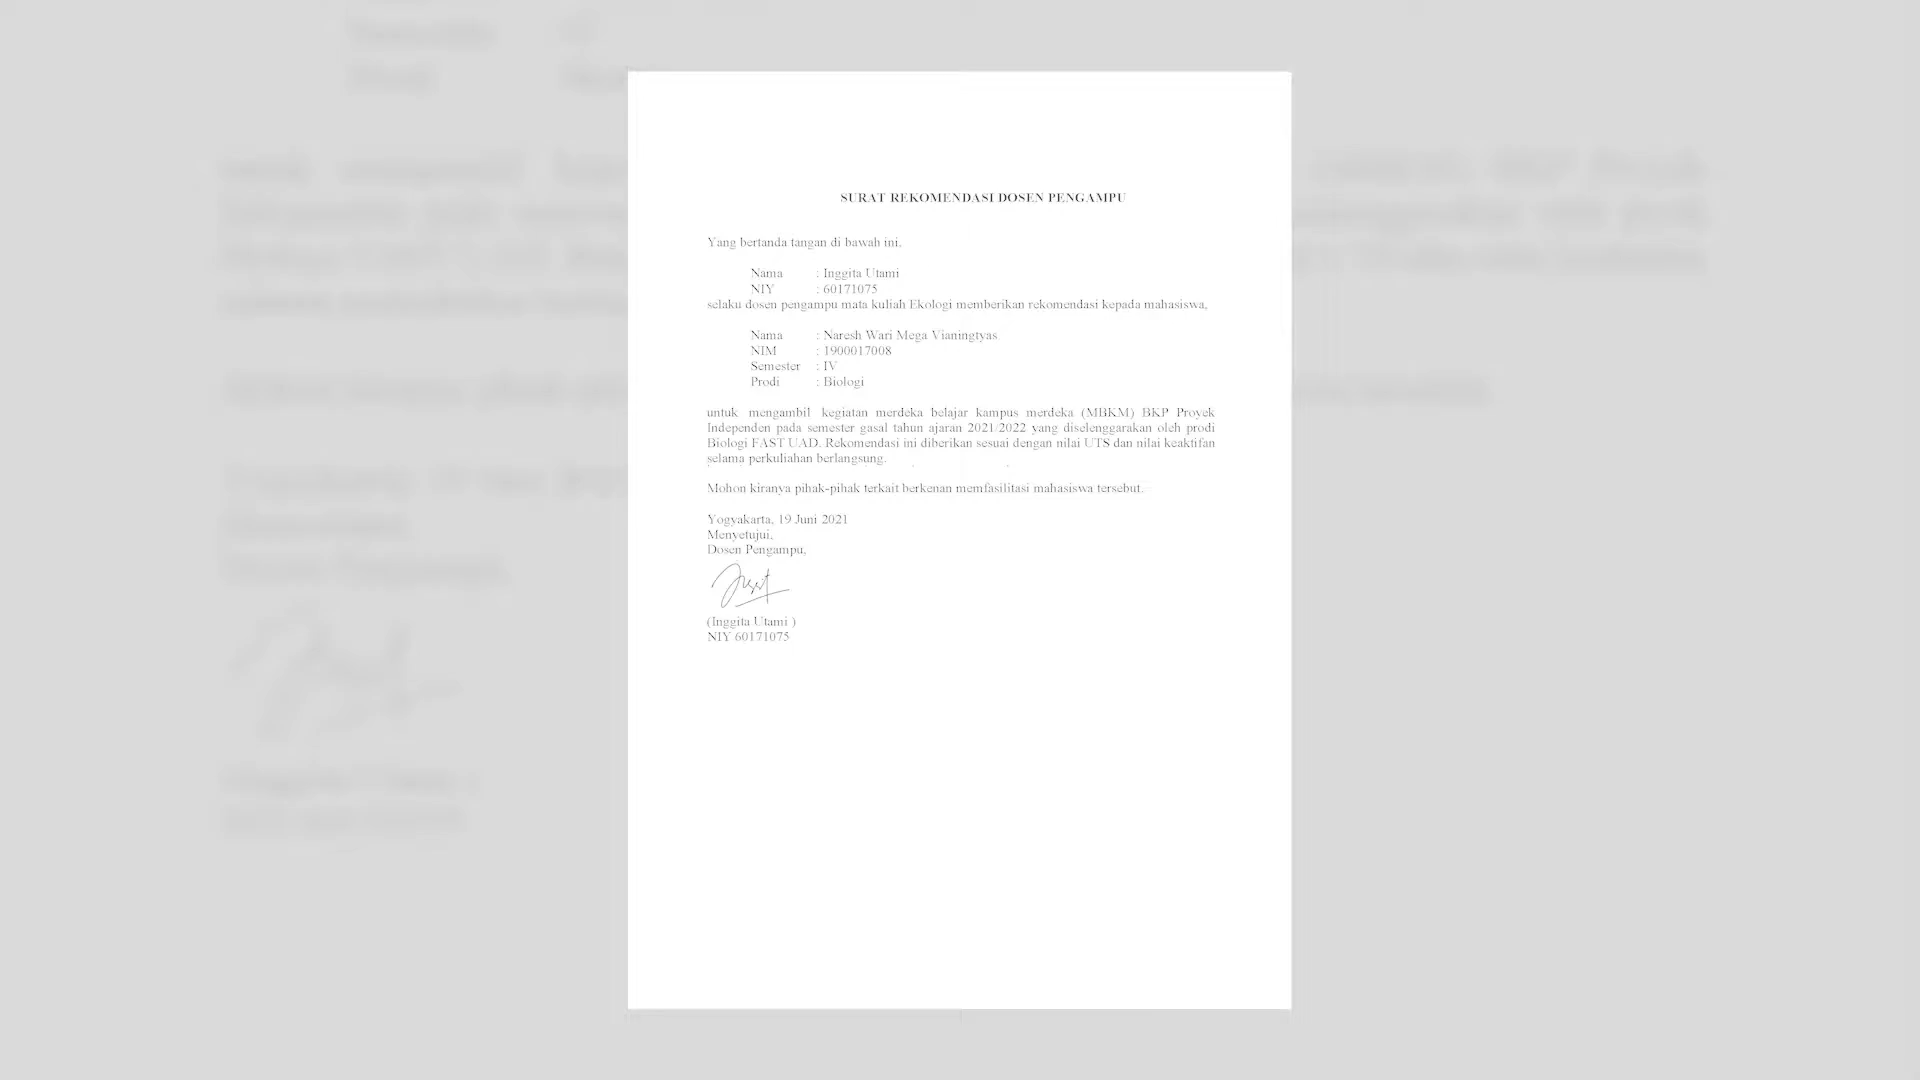 SURAT REKOMENDASI DOSEN PENGAMPU
Yang bertanda tangan di bawah ini.
Nama : Inggita Utami
NIY : 60171075
selaku dosen pengampu mata kuliah Ekologi memberikan rekomendasi kepada mahasiswa,
Nama : Naresh Wari Mega Vianingtyas
NIM : 1900017008
Semester : IV
Prodi : Biologi
untuk mengambil kegiatan merdeka belajar kampus merdeka (MBKM) BKP Proyek
Independen pada semester gasal tahun ajaran 2021/2022 yang diselenggarakan oleh prodi
Biologi FAST UAD. Rekomendasi ini diberikan sesuai dengan nilai UTS dan nilai keaktifan
selama perkuliahan berlangsung.
Mohon kiranya pihak-pihak terkait berkenan memfasilitasi mahasiswa tersebut.
Yogyakarta, 19 Juni 2021
Menyetujui,
Dosen Pengampu,
(Inggita Utami )
NIY 60171075